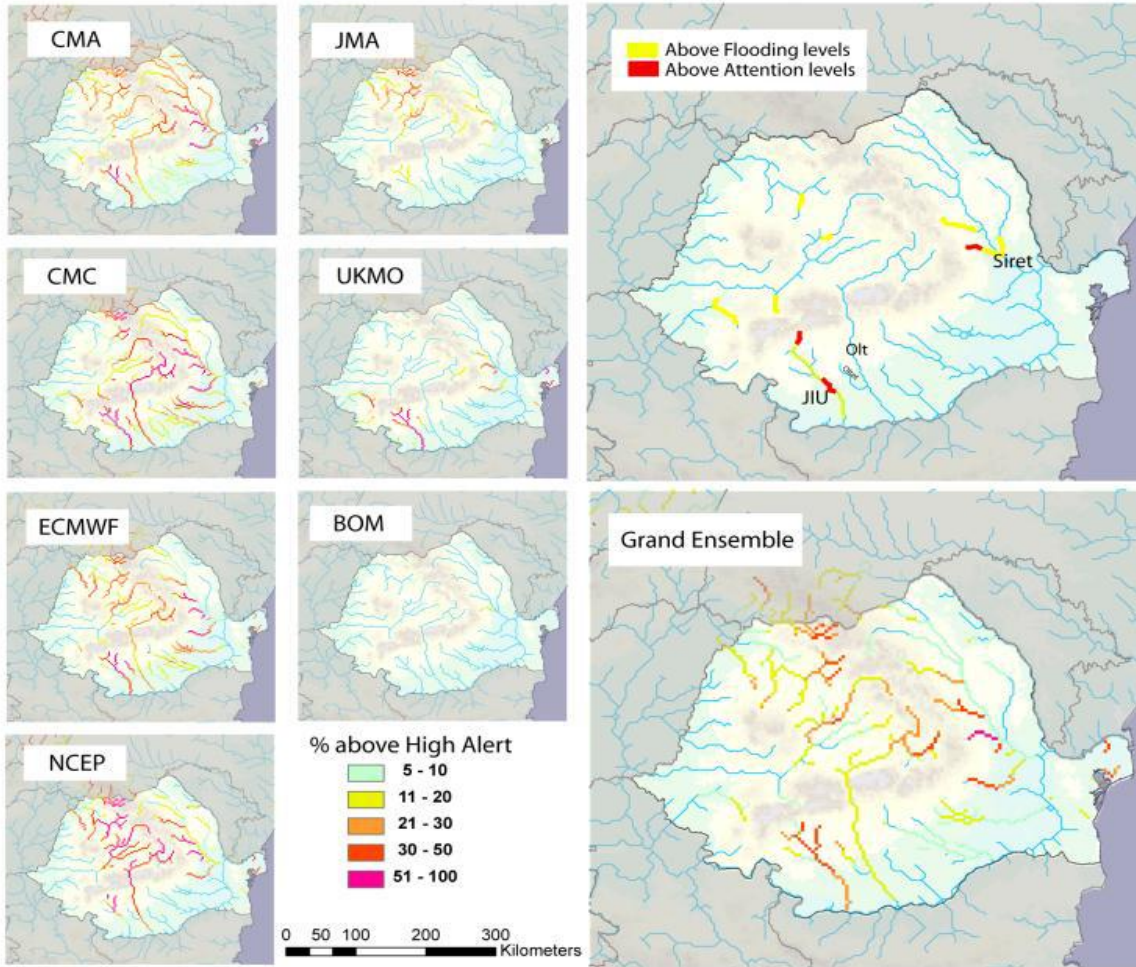 CMA
JMA
Above Flooding levels
Above Attention levels
Siret
Olt
JIU
CMC
UKMO
ECMWF
BOM
Grand Ensemble
NCEP
% above High Alert
5 - 10
11 - 20
21 - 30
30 - 50
51 - 100
0 50 100 200 300
Kilometers